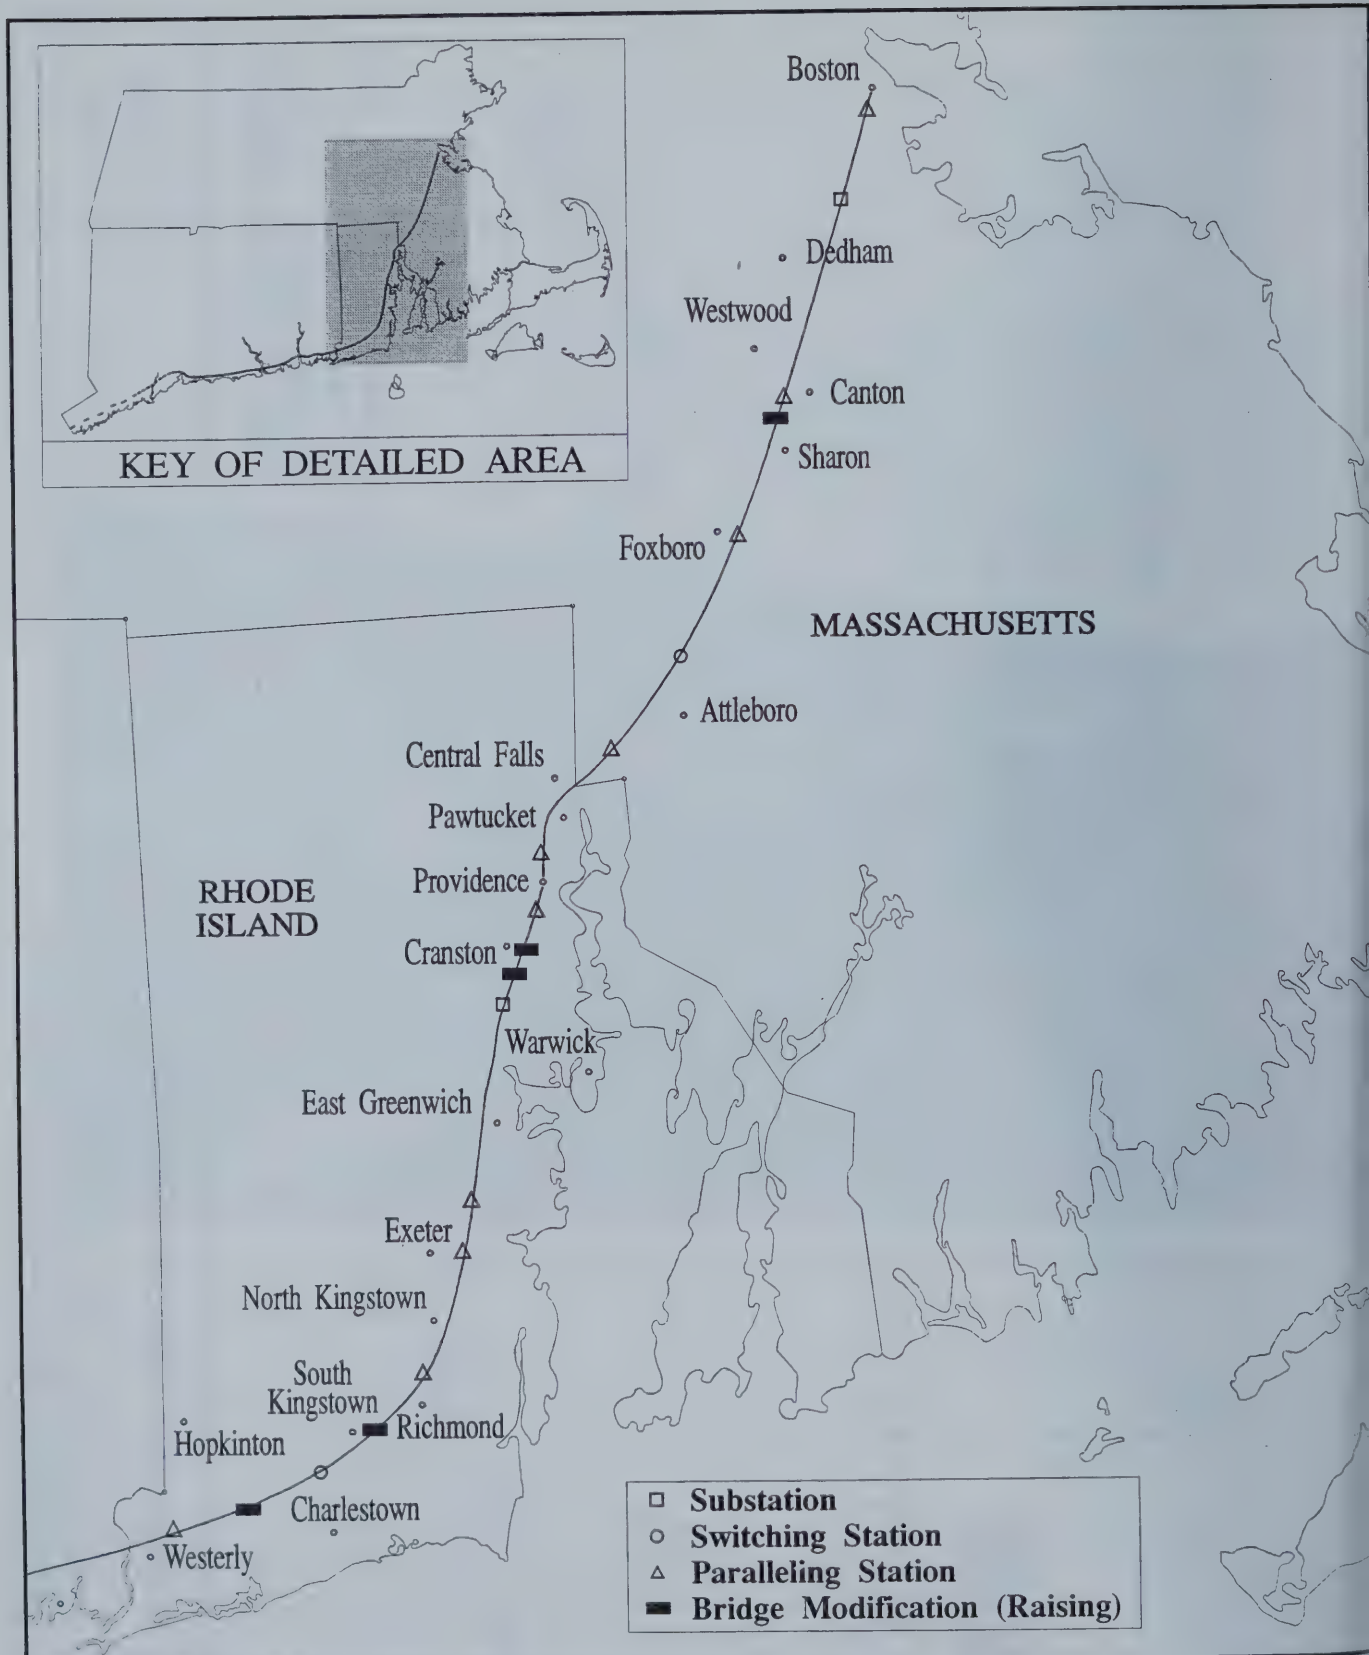 Boston
Dedham
Westwood
Canton
KEY OF DETAILED AREA
Sharon
Foxboro
MASSACHUSETTS
Attleboro
Central Falls
Pawtucket
Providence
RHODE
ISLAND
Cranston
Warwick
East Greenwich
Exeter
North Kingstown
South
Kingstown
Richmond
Hopkinton
Charlestown
Westerly
Substation
Switching Station
Paralleling Station
Bridge Modification (Raising)